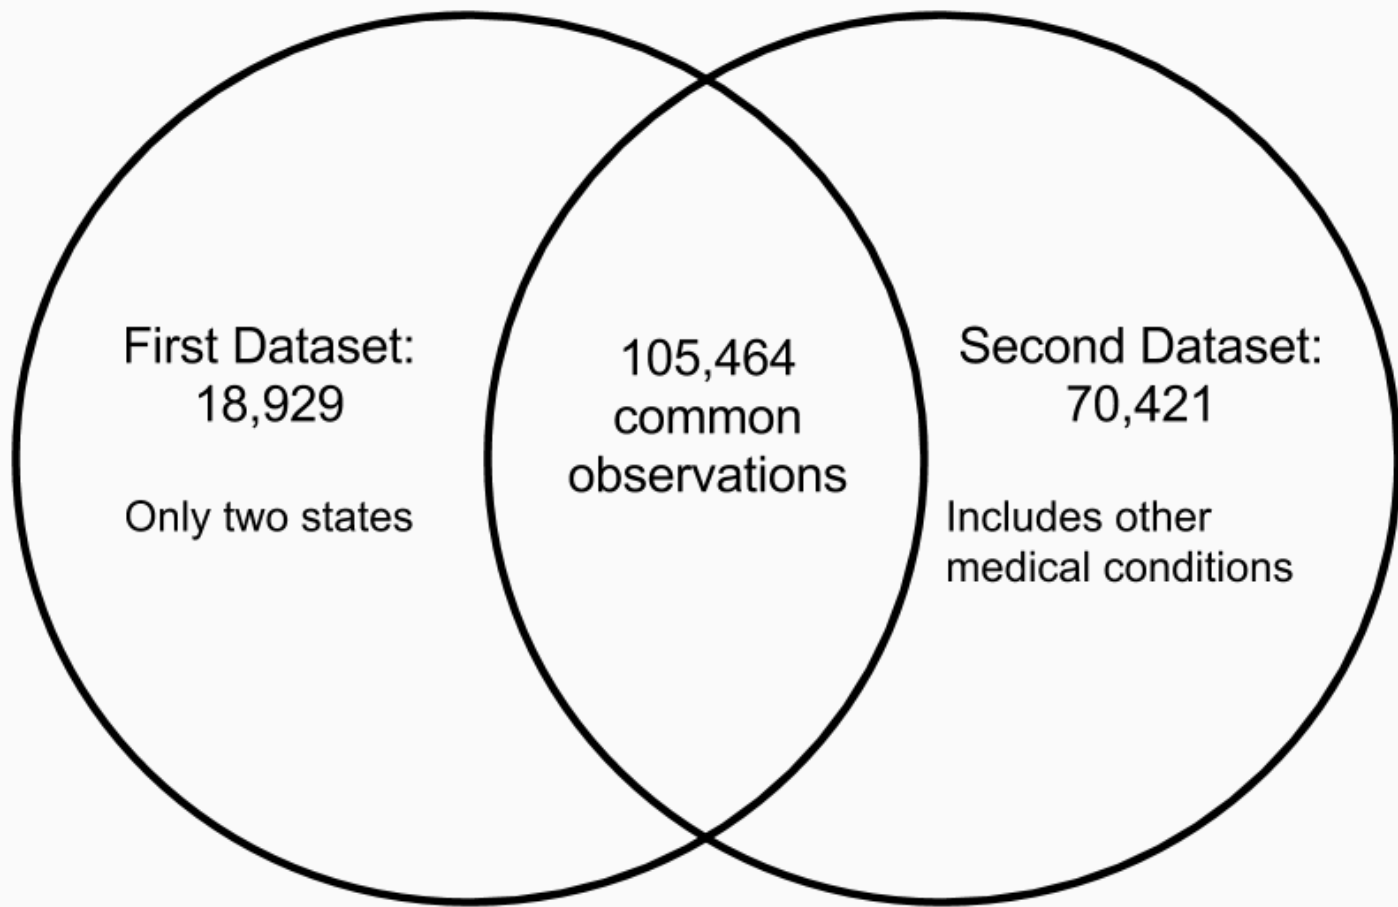 First Dataset:
18,929
Only two states
105,464
common
observations
Second Dataset:
70,421
Includes other
medical conditions